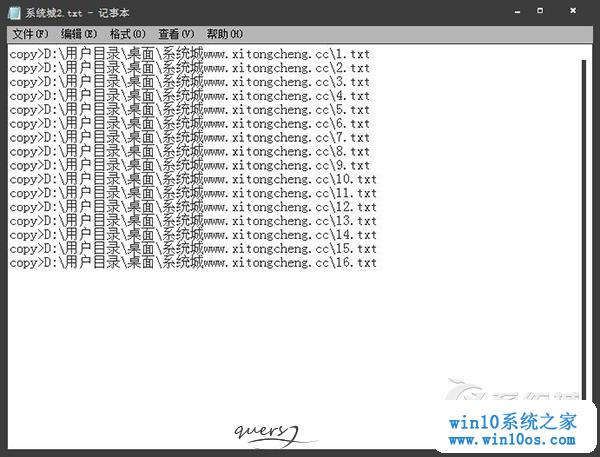 系统城2.txt - 记事本
文件(F) 编辑(E) 格式(O) 查看(V) 帮助(H)
copy>D:\用户目录\桌面\系统城www.xitongcheng.cc\1.txt
copy>D:\用户目录\桌面\系统城www.xitongcheng.cc\2.txt
copy>D:\用户目录\桌面\系统城www.xitongcheng.cc\3.txt
copy>D:\用户目录\桌面\系统城www.xitongcheng.cc\4.txt
copy>D:\用户目录\桌面\系统城www.xitongcheng.cc\5.txt
copy>D:\用户目录\桌面\系统城www.xitongcheng.cc\6.txt
copy>D:\用户目录\桌面\系统城www.xitongcheng.cc\7.txt
copy>D:\用户目录\桌面\系统城www.xitongcheng.cc\8.txt
copy>D:\用户目录\桌面\系统城www.xitongcheng.cc\9.txt
copy>D:\用户目录\桌面\系统城www.xitongcheng.cc\10.txt
copy>D:\用户目录\桌面\系统城www.xitongcheng.cc\11.txt
copy>D:\用户目录\桌面\系统城www.xitongcheng.cc\12.txt
copy>D:\用户目录\桌面\系统城www.xitongcheng.cc\13.txt
copy>D:\用户目录\桌面\系统城www.xitongcheng.cc\14.txt
copy>D:\用户目录\桌面\系统城www.xitongcheng.cc\15.txt
copy>D:\用户目录\桌面\系统城www.xitongcheng.cc\16.txt
win10系统之家
www.win10os.com